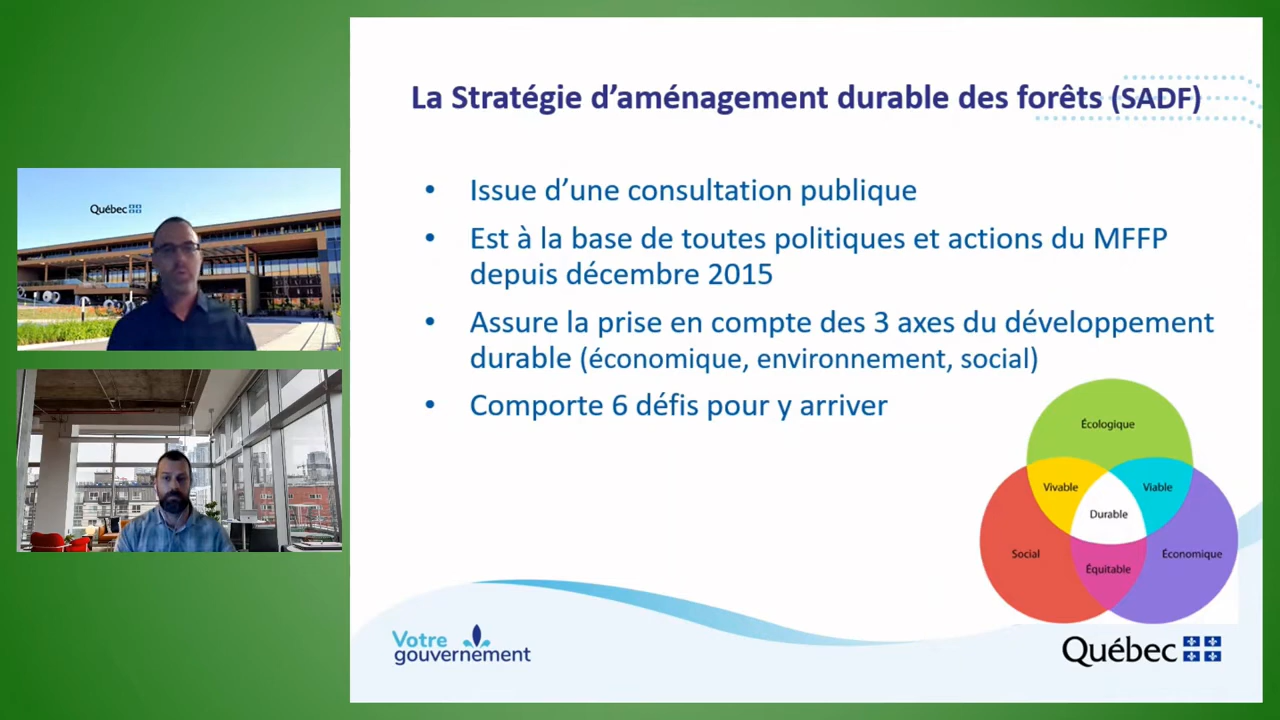 La Stratégie d’aménagement durable des forêts (SADF)
• Issue d’une consultation publique
• Est à la base de toutes politiques et actions du MFFP
depuis décembre 2015
• Assure la prise en compte des 3 axes du développement
durable (économique, environnement, social)
• Comporte 6 défis pour y arriver
Écologique
Vivable
Viable
Durable
Social
Économique
Équitable
Votre
gouvernement
Québec
Québec